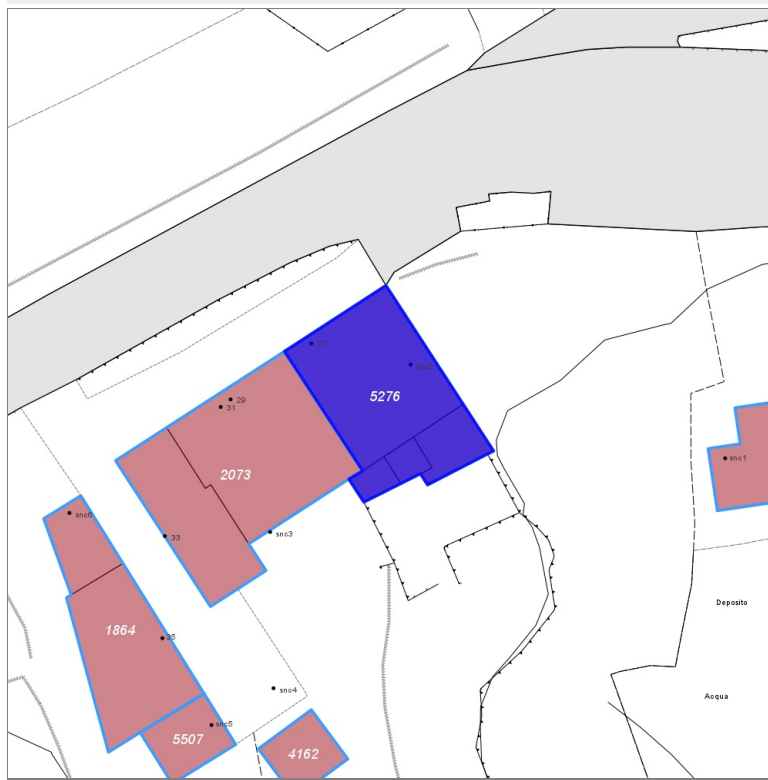 27
snc2
5276
29
31
2073
snc1
snc6
33
snc3
Deposito
1864
35
snc4
Acqua
snc5
5507
4162